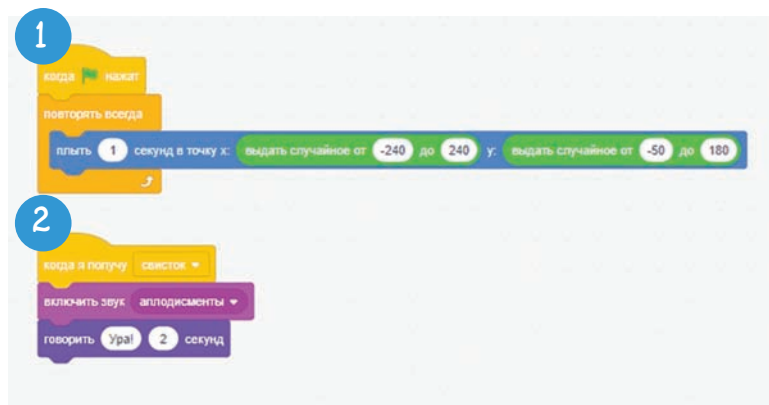 1
когда нажат
повторять всегда
плыть 1 секунд в точку x: выдать случайное от -240 до 240 y: выдать случайное от -50 до 180
2
когда я получу свисток
включить звук аплодисменты
говорить Ура! 2 секунд